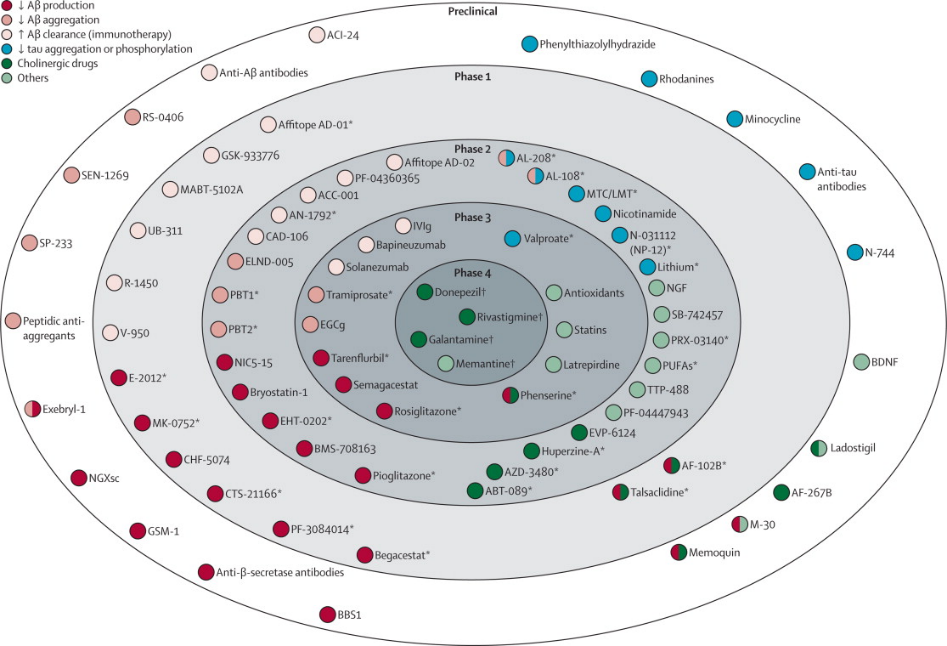 ↓ Aβ production
↓ Aβ aggregation
↑ Aβ clearance (immunotherapy)
↓ tau aggregation or phosphorylation
Cholinergic drugs
Others
Preclinical
ACI-24
Anti-Aβ antibodies
RS-0406
SEN-1269
SP-233
Peptidic anti-
aggregants
Exebryl-1
NGXsc
GSM-1
Anti-β-secretase antibodies
BBS1
Phenylthiazolylhydrazide
Rhodanines
Minocycline
Anti-tau
antibodies
N-744
BDNF
Ladostigil
AF-267B
M-30
Memoquin
Phase 1
Affitope AD-01*
GSK-933776
MABT-5102A
UB-311
R-1450
V-950
E-2012*
MK-0752*
CHF-5074
CTS-21166*
PF-3084014*
Begacestat*
AF-102B*
Talsaclidine*
Phase 2
Affitope AD-02
PF-04360365
ACC-001
AN-1792*
CAD-106
ELND-005
PBT1*
PBT2*
NIC5-15
Bryostatin-1
EHT-0202*
BMS-708163
Pioglitazone*
AL-208*
AL-108*
MTC/LMT*
Nicotinamide
N-031112
(NP-12)*
Lithium*
NGF
SB-742457
PRX-03140*
PUFAs*
TTP-488
PF-04447943
EVP-6124
Huperzine-A*
AZD-3480*
ABT-089*
Phase 3
IVIg
Bapineuzumab
Solanezumab
Tramiprosate*
EGCg
Tarenflurbil*
Semagacestat
Rosiglitazone*
Valproate*
Antioxidants
Statins
Latrepirdine
Phenserine*
Phase 4
Donepezil†
Rivastigmine†
Galantamine†
Memantine†